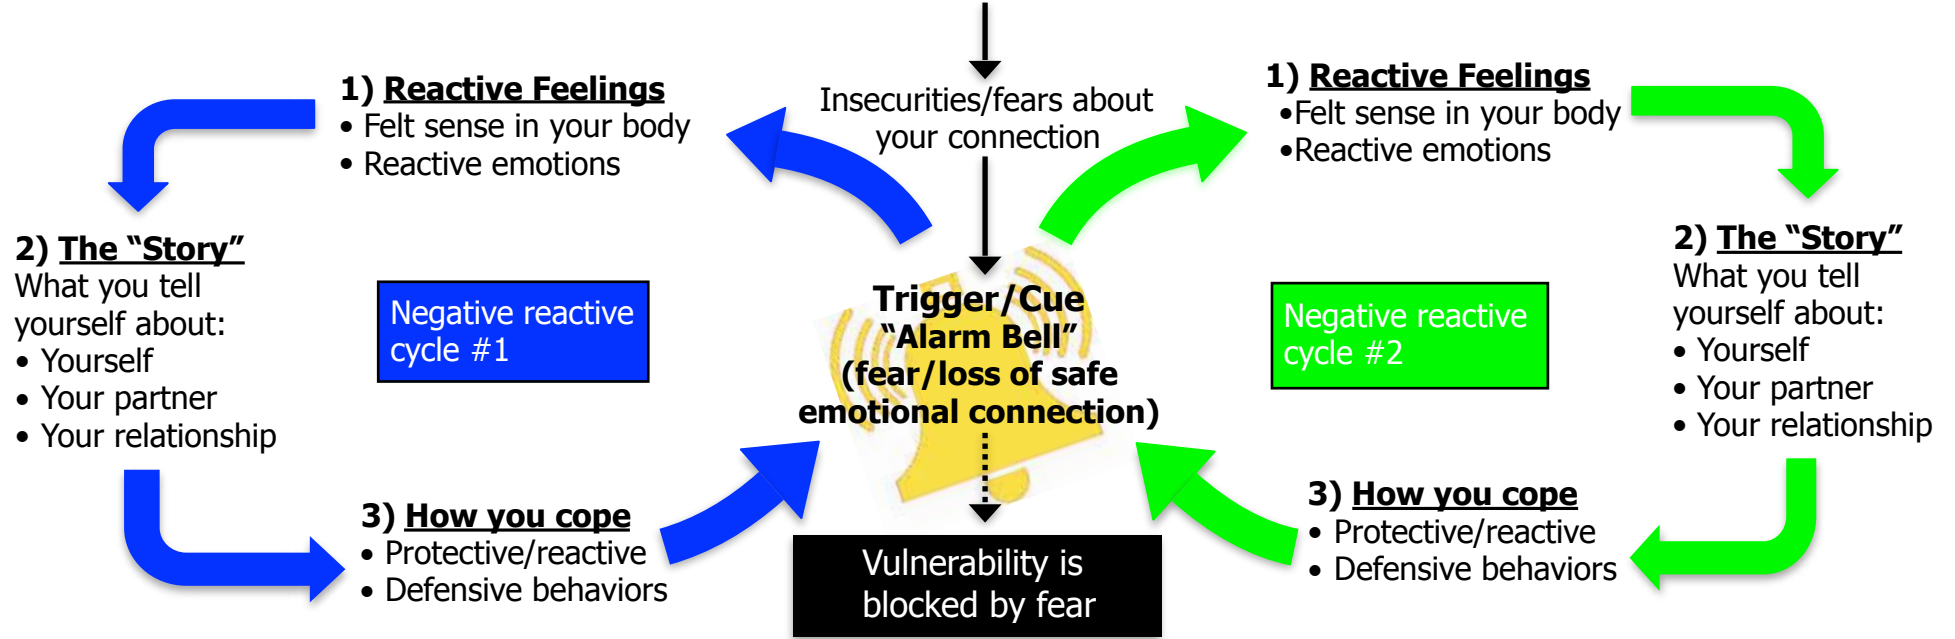 1) Reactive Feelings
• Felt sense in your body
• Reactive emotions
2) The “Story”
What you tell
yourself about:
• Yourself
• Your partner
• Your relationship
3) How you cope
• Protective/reactive
• Defensive behaviors
Negative reactive
cycle #1
Insecurities/fears about
your connection
Trigger/Cue
“Alarm Bell”
(fear/loss of safe
emotional connection)
Vulnerability is
blocked by fear
Negative reactive
cycle #2
1) Reactive Feelings
•Felt sense in your body
•Reactive emotions
2) The “Story”
What you tell
yourself about:
• Yourself
• Your partner
• Your relationship
3) How you cope
• Protective/reactive
• Defensive behaviors